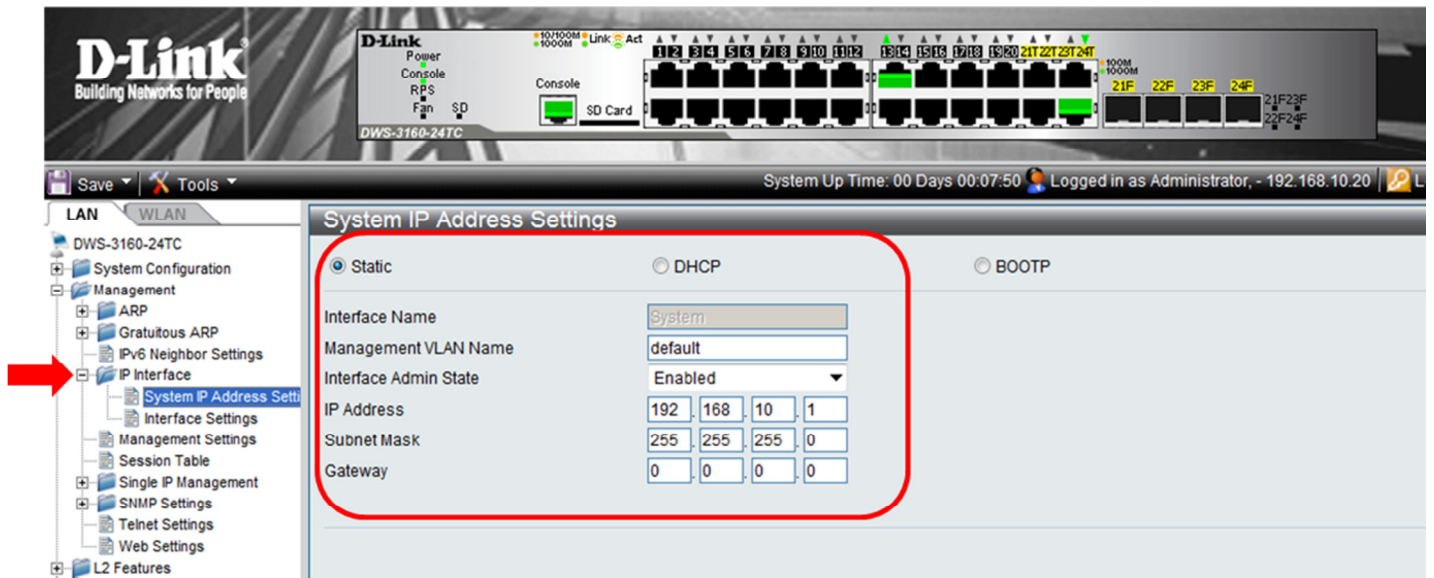 D-Link
Building Networks for People
D-Link
Power
Console
RPS
Fan SD
DWS-3160-24TC
10/100M Link Act
1000M
Console
SD Card
1 2 3 4 5 6 7 8 9 10 11 12 13 14 15 16 17 18 19 20 21T 22T 23T 24T
100M
1000M
21F 22F 23F 24F
21F 23F
22F 24F
Save Tools System Up Time: 00 Days 00:07:50 Logged in as Administrator, - 192.168.10.20 L
LAN WLAN
DWS-3160-24TC
System Configuration
Management
ARP
Gratuitous ARP
IPv6 Neighbor Settings
IP Interface
System IP Address Setti
Interface Settings
Management Settings
Session Table
Single IP Management
SNMP Settings
Telnet Settings
Web Settings
L2 Features
System IP Address Settings
Static DHCP BOOTP
Interface Name System
Management VLAN Name default
Interface Admin State Enabled
IP Address 192 . 168 . 10 . 1
Subnet Mask 255 . 255 . 255 . 0
Gateway 0 . 0 . 0 . 0